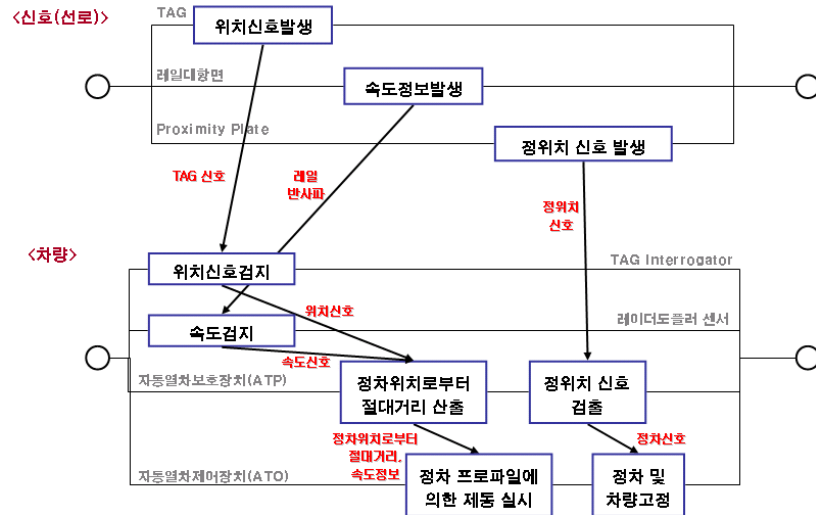 <신호(선로)>
TAG
위치신호발생
레일대향면
속도정보발생
Proximity Plate
정위치 신호 발생
TAG 신호
레일
반사파
정위치
신호
<차량>
위치신호검지
TAG Interrogator
위치신호
속도검지
레이더도플러 센서
속도신호
자동열차보호장치(ATP)
정차위치로부터
절대거리 산출
정위치 신호
검출
정차위치로부터
절대거리,
속도정보
정차신호
자동열차제어장치(ATO)
정차 프로파일에
의한 제동 실시
정차 및
차량고정